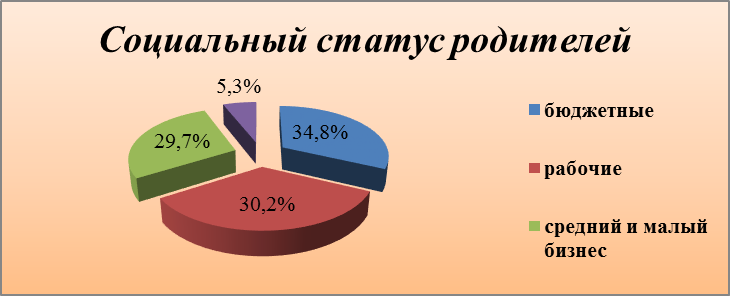 Социальный статус родителей
5,3%
34,8%
29,7%
30,2%
бюджетные
рабочие
средний и малый
бизнес